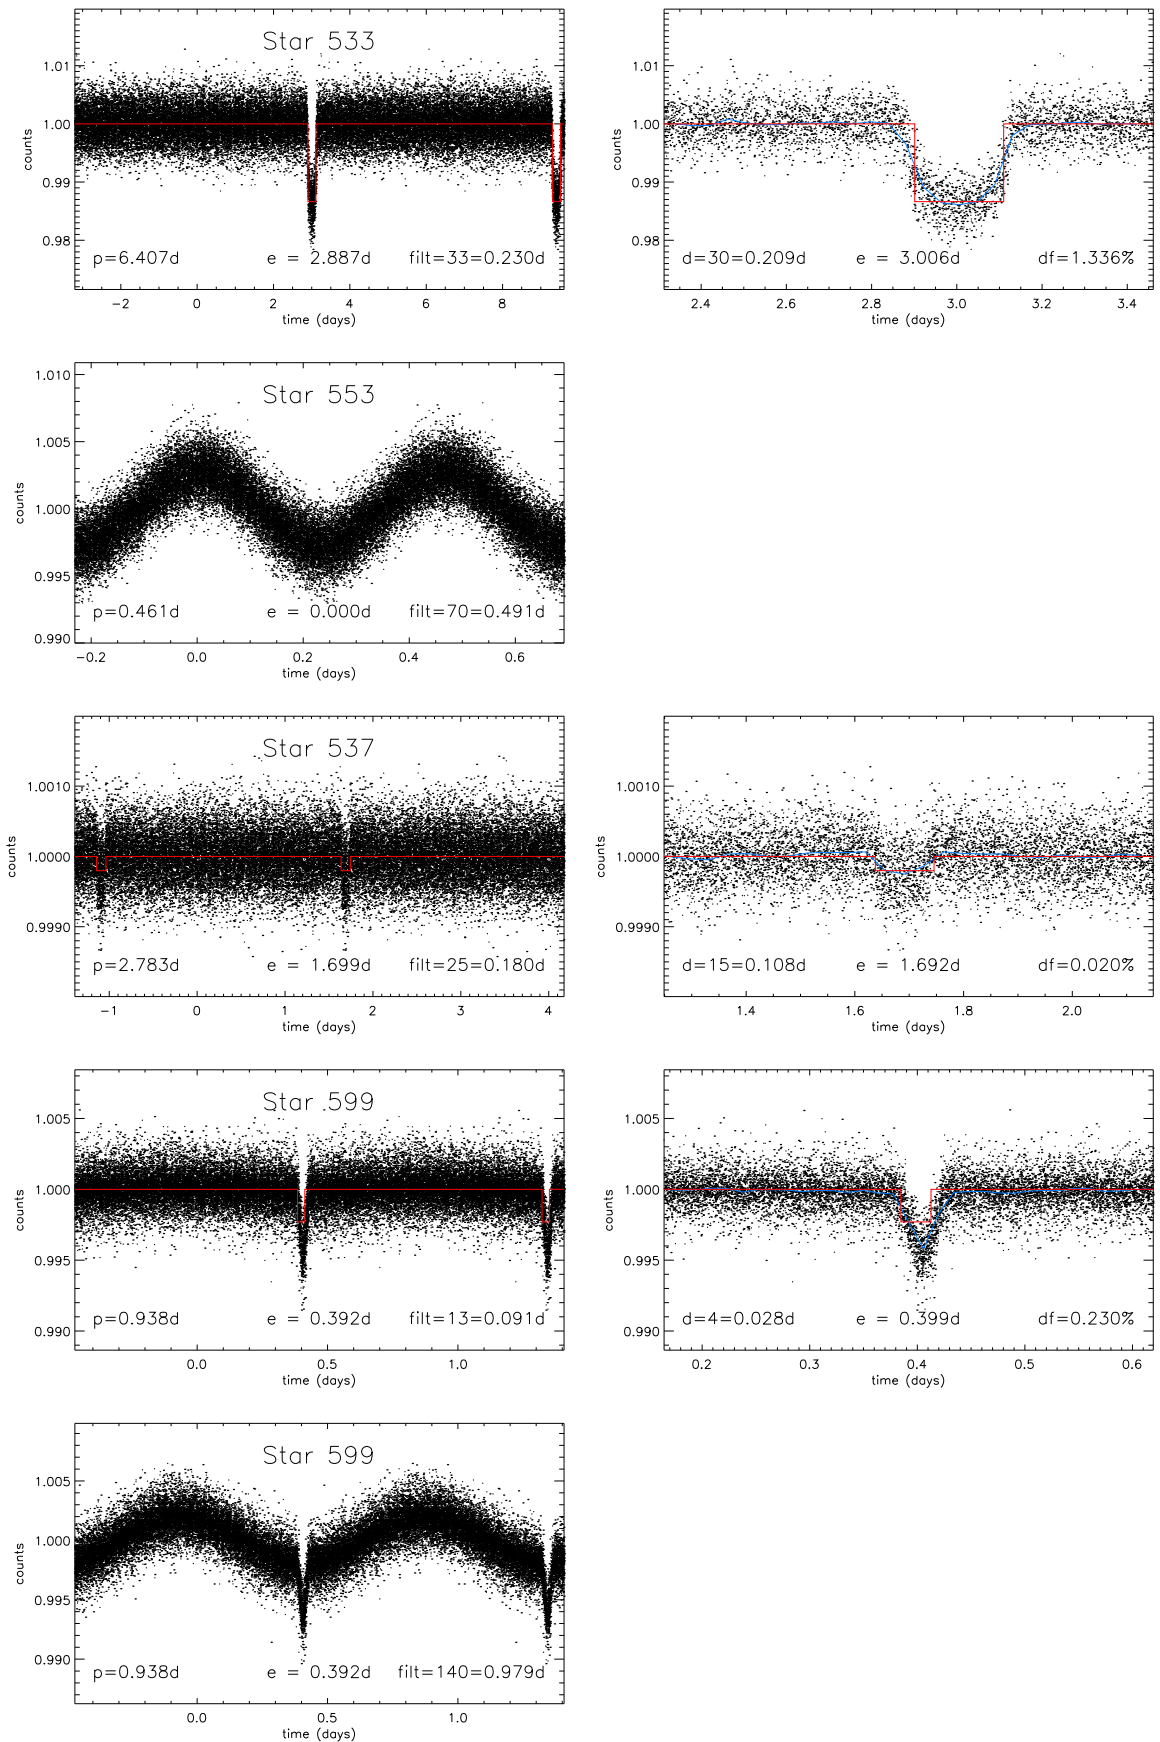 Star 533
1.01
1.00
0.99
0.98
counts
p=6.407d e = 2.887d filt=33=0.230d
−2 0 2 4 6 8
time (days)
1.01
1.00
0.99
0.98
counts
d=30=0.209d e = 3.006d df=1.336%
2.4 2.6 2.8 3.0 3.2 3.4
time (days)
Star 553
1.010
1.005
1.000
0.995
0.990
counts
p=0.461d e = 0.000d filt=70=0.491d
−0.2 0.0 0.2 0.4 0.6
time (days)
Star 537
1.0010
1.0000
0.9990
counts
p=2.783d e = 1.699d filt=25=0.180d
−1 0 1 2 3 4
time (days)
1.0010
1.0000
0.9990
counts
d=15=0.108d e = 1.692d df=0.020%
1.4 1.6 1.8 2.0
time (days)
Star 599
1.005
1.000
0.995
0.990
counts
p=0.938d e = 0.392d filt=13=0.091d
0.0 0.5 1.0
time (days)
1.005
1.000
0.995
0.990
counts
d=4=0.028d e = 0.399d df=0.230%
0.2 0.3 0.4 0.5 0.6
time (days)
Star 599
1.005
1.000
0.995
0.990
counts
p=0.938d e = 0.392d filt=140=0.979d
0.0 0.5 1.0
time (days)